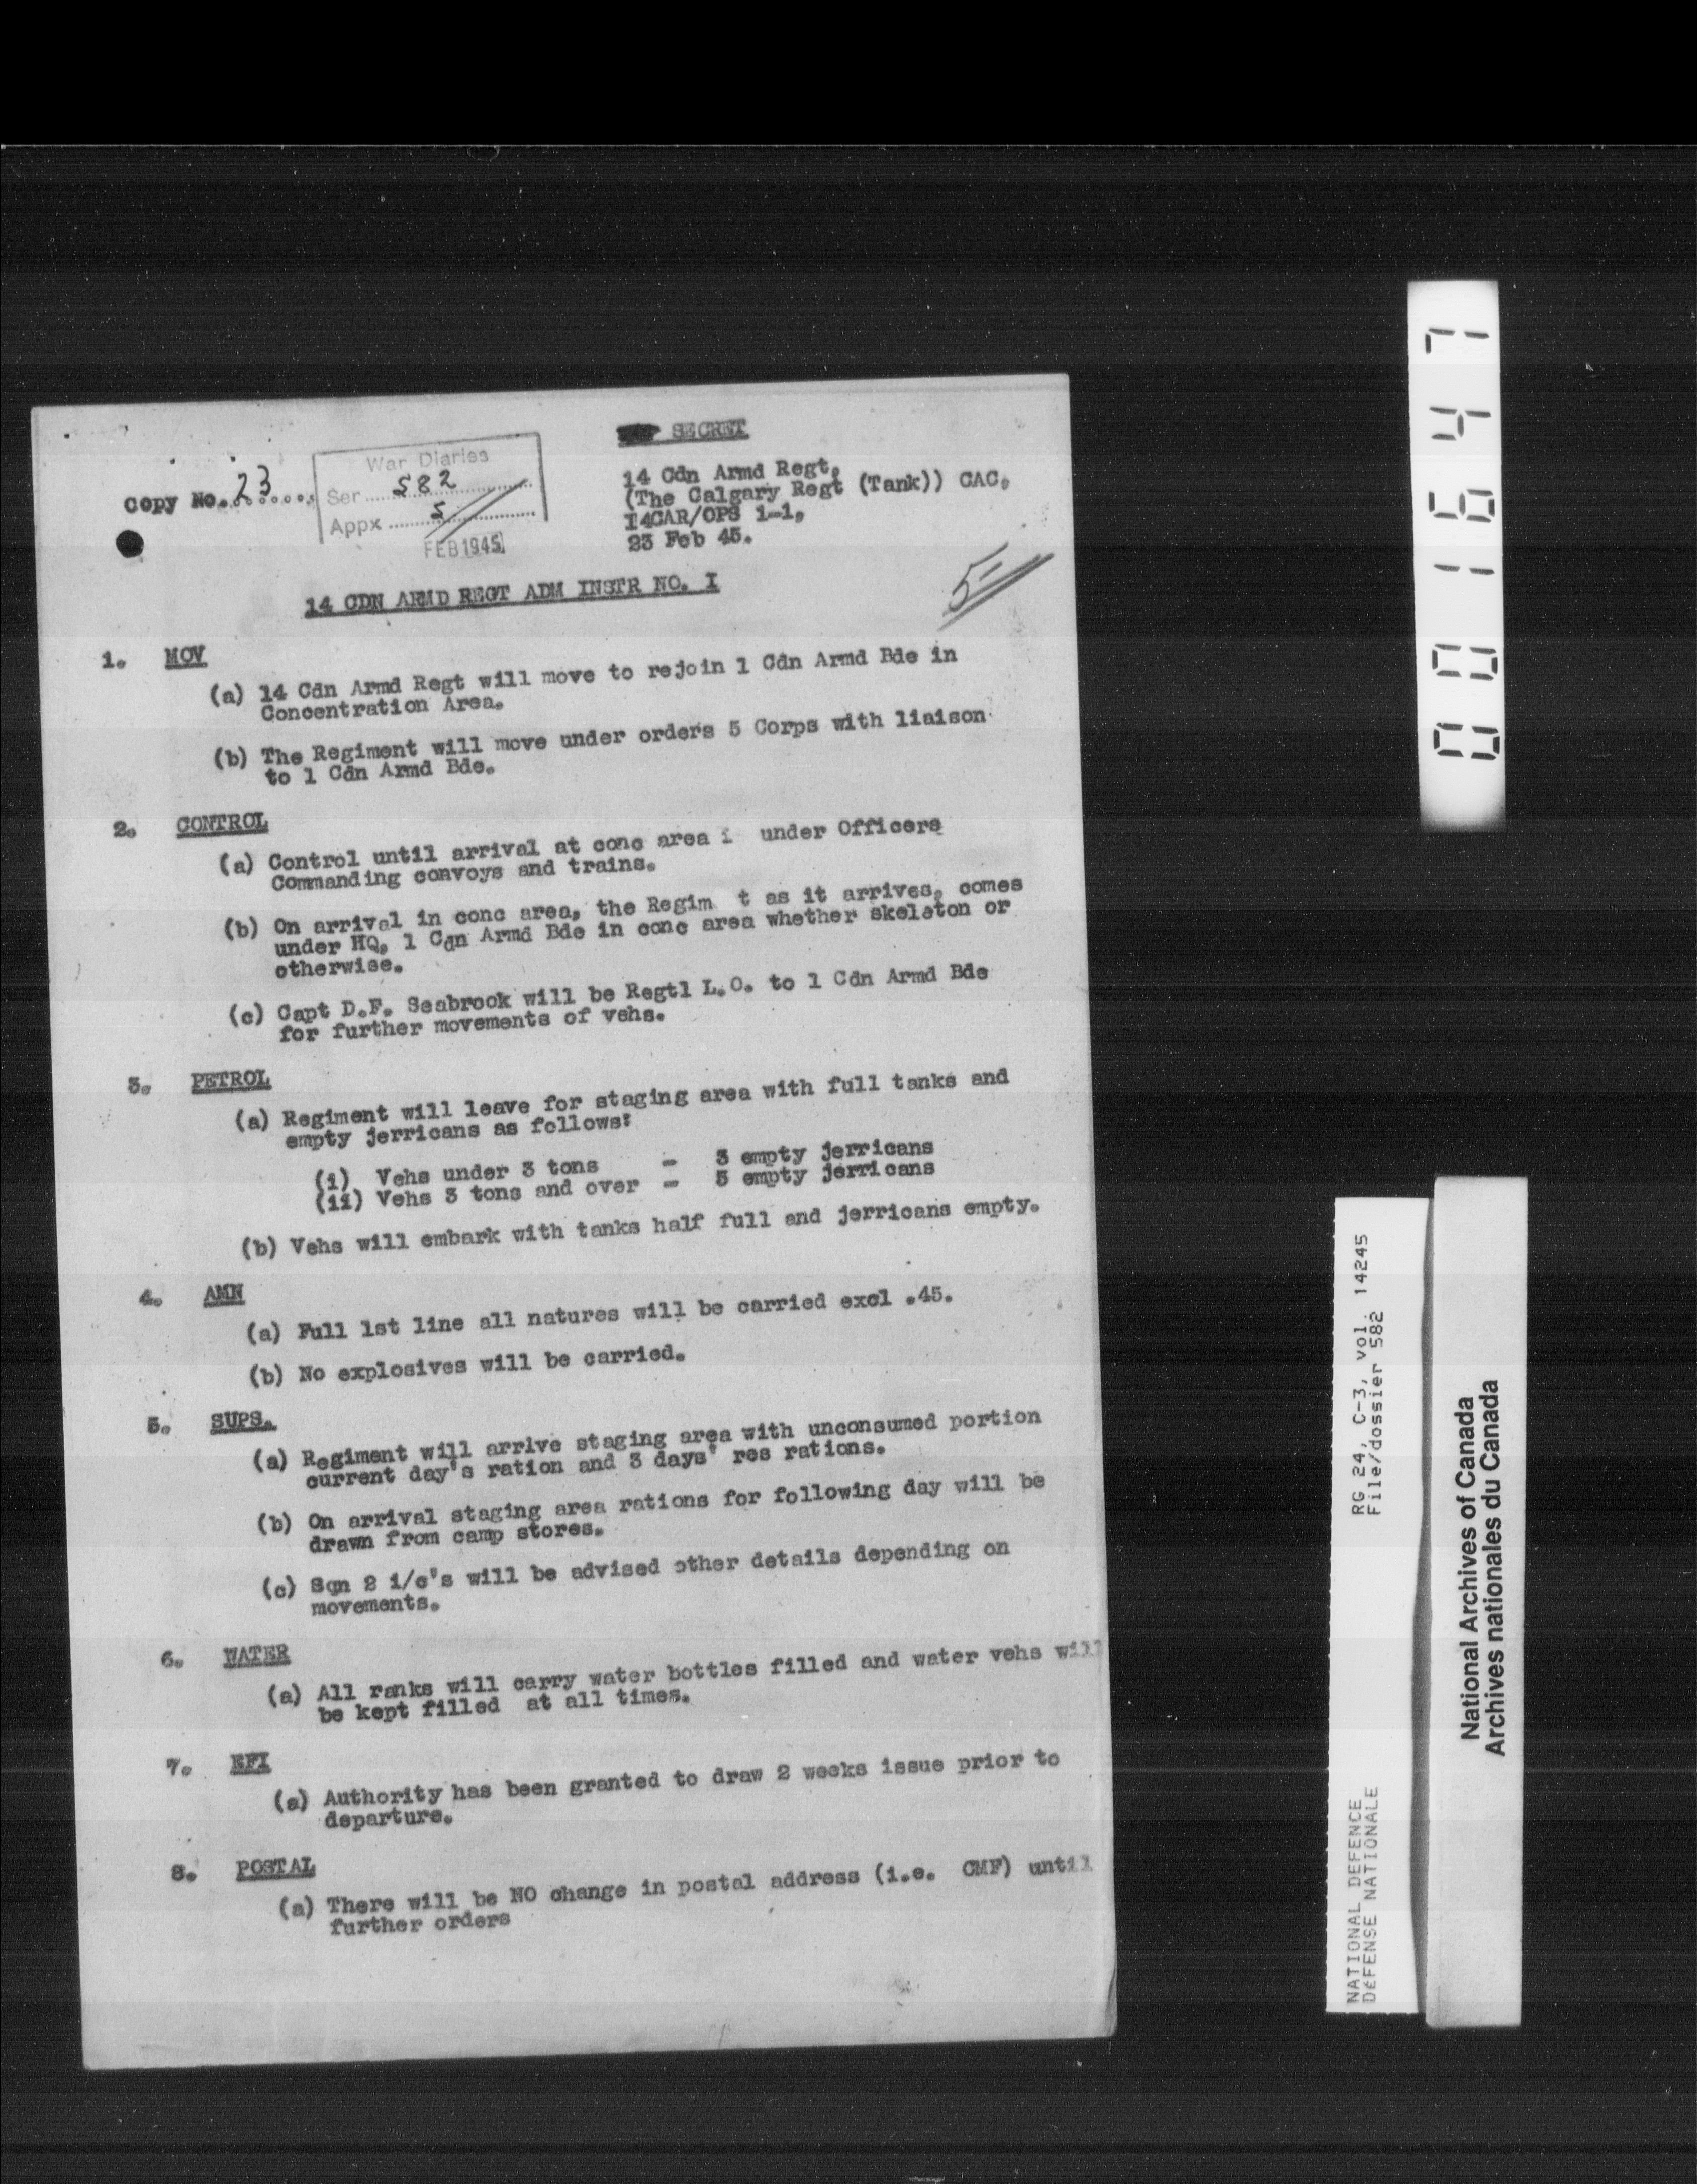 SECRET
Copy No. 23......
War Diaries
Ser ..... 582
Appx ..... 5
FEB 1945
14 Cdn Armd Regt,
(The Calgary Regt (Tank)) CAC,
14CAR/OPS 1-1,
23 Feb 45.
5
14 CDN ARMD REGT ADM INSTR NO. I
1. MOV
(a) 14 Cdn Armd Regt will move to rejoin 1 Cdn Armd Bde in
Concentration Area.
(b) The Regiment will move under orders 5 Corps with liaison
to 1 Cdn Armd Bde.
2. CONTROL
(a) Control until arrival at conc area i under Officers
Commanding convoys and trains.
(b) On arrival in conc area, the Regim t as it arrives, comes
under HQ, 1 Cdn Armd Bde in conc area whether skeleton or
otherwise.
(c) Capt D.F. Seabrook will be Regtl L.O. to 1 Cdn Armd Bde
for further movements of vehs.
3. PETROL
(a) Regiment will leave for staging area with full tanks and
empty jerricans as follows:
(i) Vehs under 3 tons - 3 empty jerricans
(ii) Vehs 3 tons and over - 5 empty jerricans
(b) Vehs will embark with tanks half full and jerricans empty.
4. AMN
(a) Full 1st line all natures will be carried excl .45.
(b) No explosives will be carried.
5. SUPS.
(a) Regiment will arrive staging area with unconsumed portion
current day's ration and 3 days' res rations.
(b) On arrival staging area rations for following day will be
drawn from camp stores.
(c) Sqn 2 i/c's will be advised other details depending on
movements.
6. WATER
(a) All ranks will carry water bottles filled and water vehs will
be kept filled at all times.
7. EFI
(a) Authority has been granted to draw 2 weeks issue prior to
departure.
8. POSTAL
(a) There will be NO change in postal address (i.e. CMF) until
further orders
001647
RG 24, C-3, vol. 14245
File/dossier 582
NATIONAL DEFENCE
DÉFENSE NATIONALE
National Archives of Canada
Archives nationales du Canada